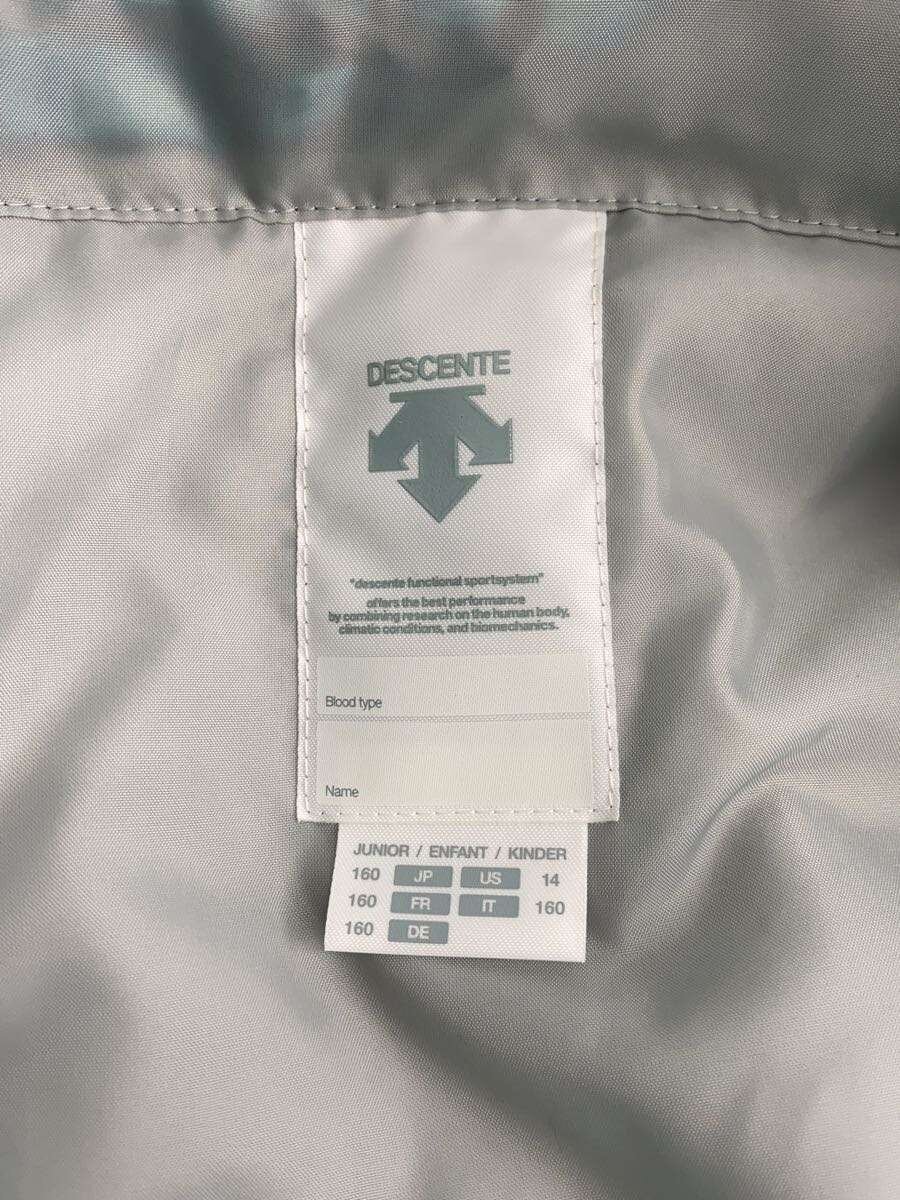 DESCENTE
"descente functional sportsystem"
offers the best performance
by combining research on the human body,
climatic conditions, and biomechanics.
Blood type
Name
JUNIOR / ENFANT / KINDER
160 JP US 14
160 FR IT 160
160 DE